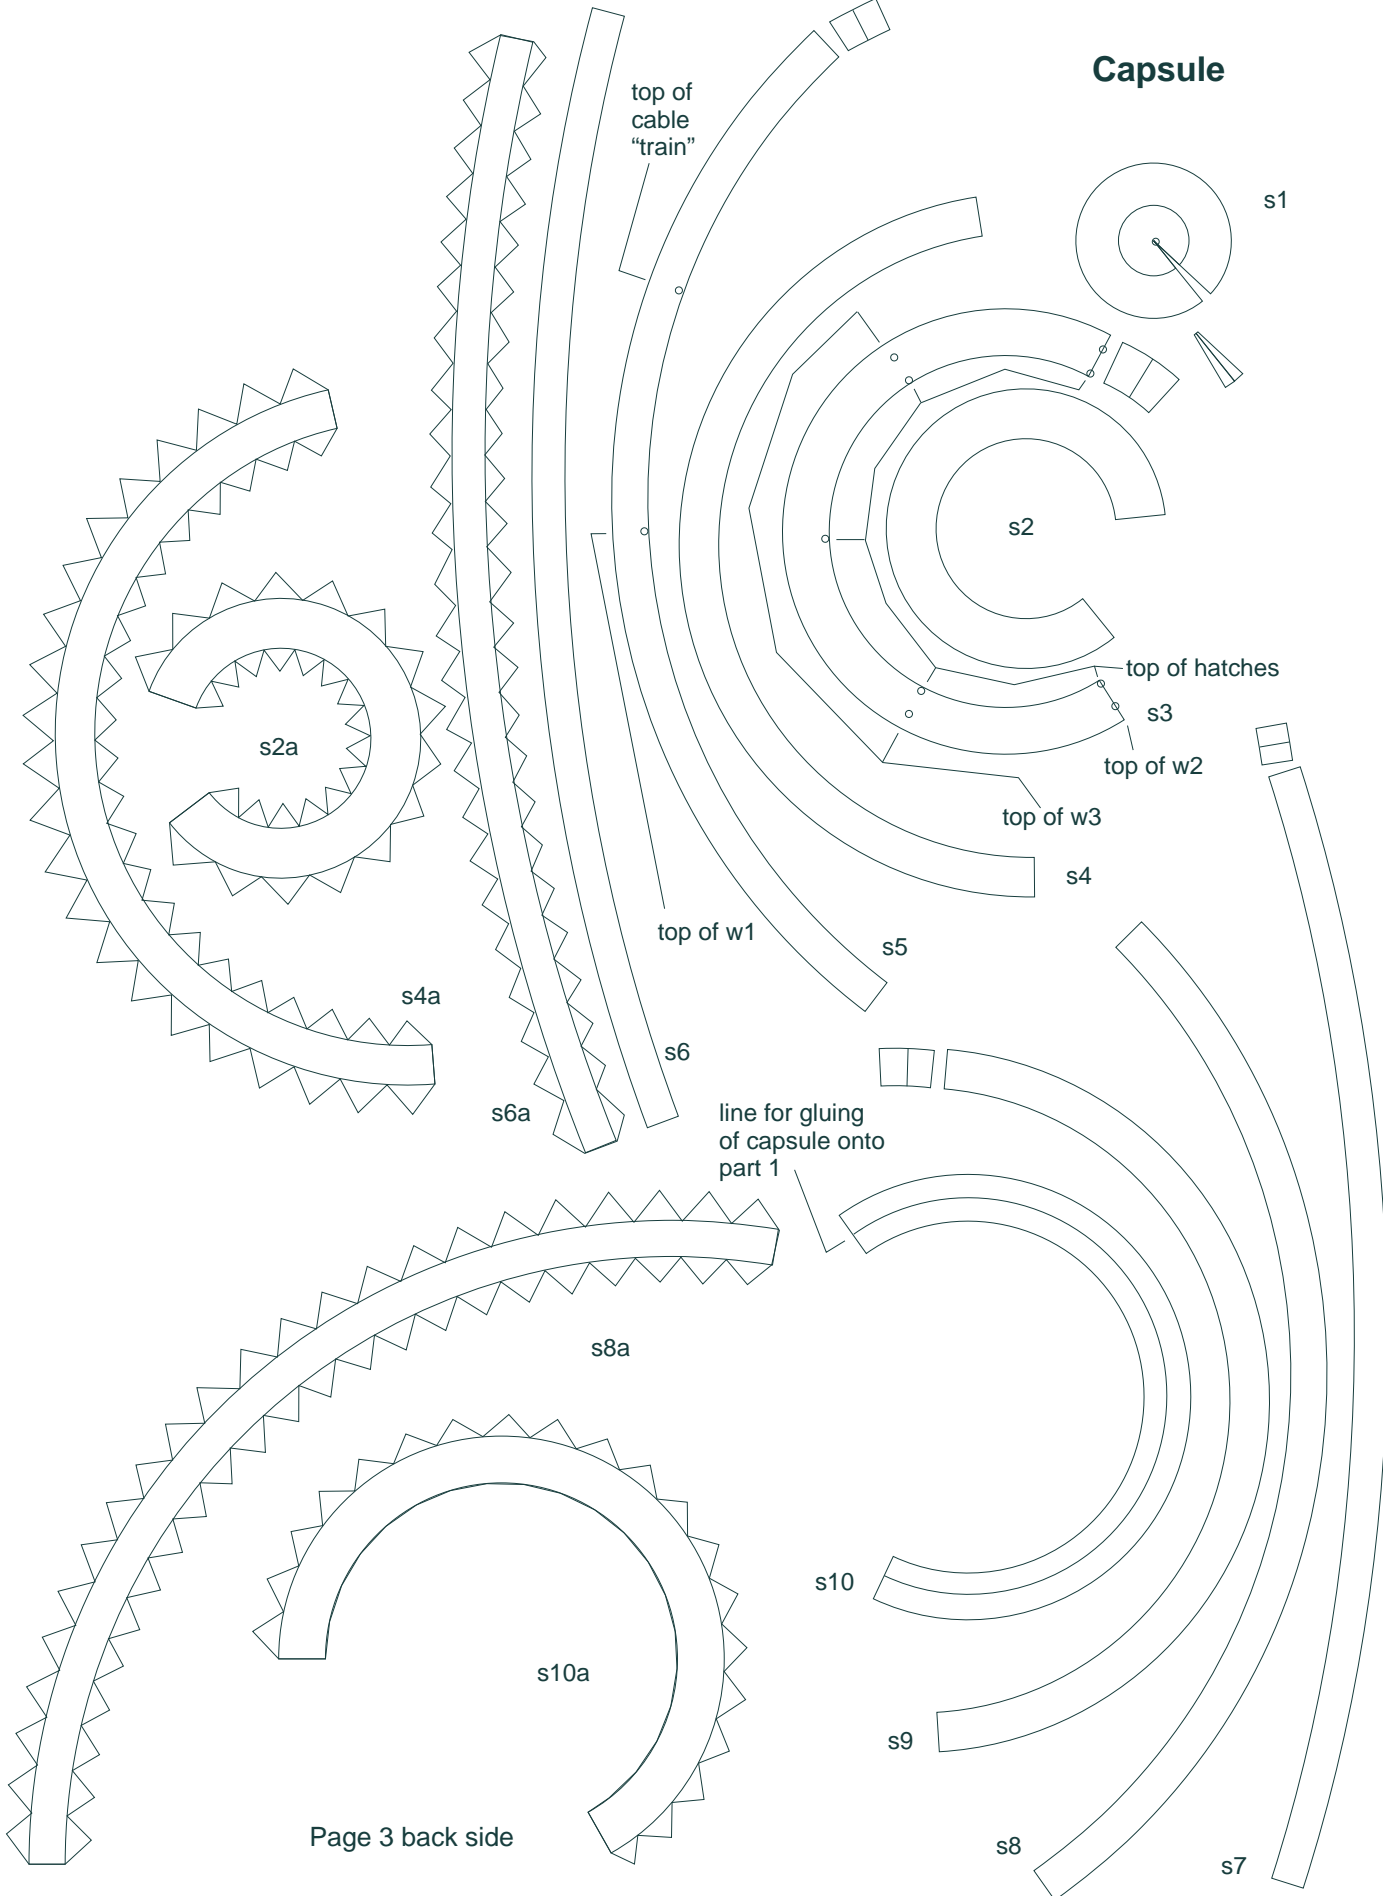 Capsule
top of
cable
“train”
s1
s2
s2a
top of hatches
s3
top of w2
top of w3
s4
top of w1
s5
s4a
s6
s6a
line for gluing
of capsule onto
part 1
s8a
s10
s10a
s9
Page 3 back side
s8
s7